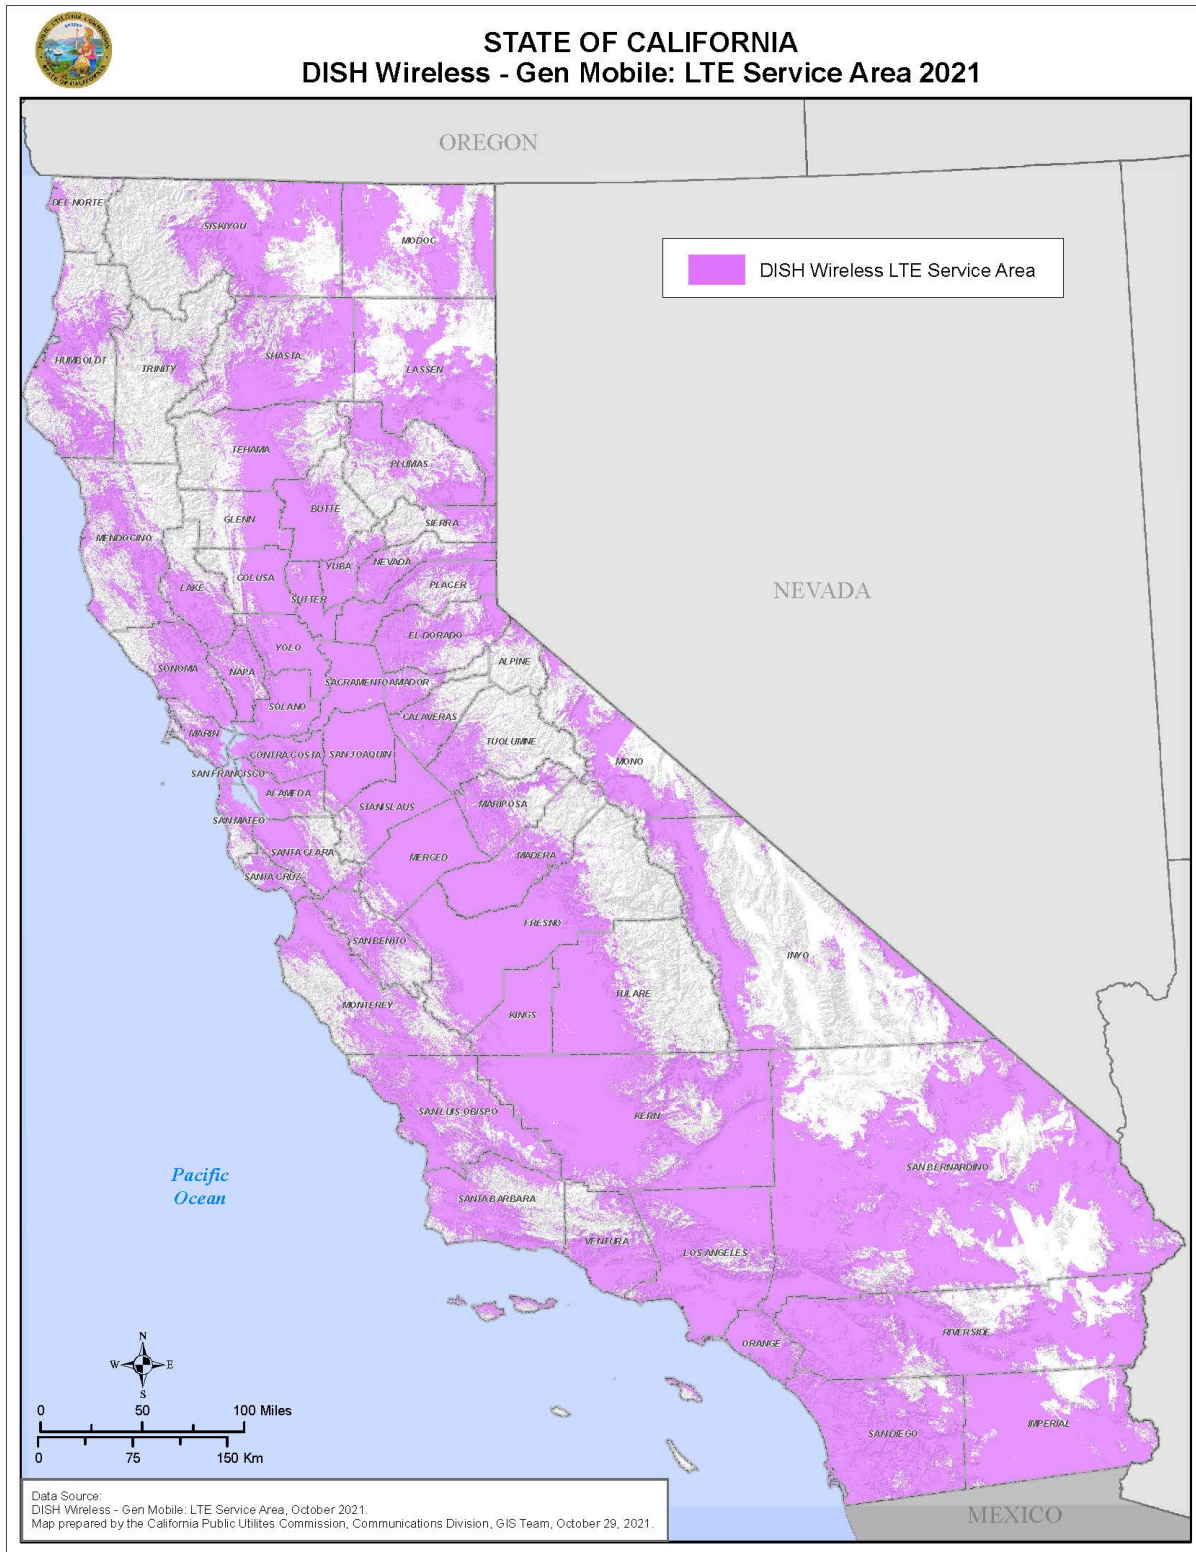 STATE OF CALIFORNIA
DISH Wireless - Gen Mobile: LTE Service Area 2021
OREGON
DEL NORTE
SISKIYOU
MODOC
DISH Wireless LTE Service Area
HUMBOLDT
TRINITY
SHASTA
LASSEN
TEHAMA
PLUMAS
GLENN
BUTTE
SIERRA
MENDOCINO
COLUSA
YUBA
NEVADA
NEVADA
LAKE
SUTTER
PLACER
EL DORADO
YOLO
SONOMA
NAPA
ALPINE
SACRAMENTO
AMADOR
SOLANO
CALAVERAS
MARIN
TUOLUMNE
CONTRA COSTA
SAN JOAQUIN
MONO
SAN FRANCISCO
ALAMEDA
STANISLAUS
MARIPOSA
SAN MATEO
SANTA CLARA
MERCED
MADERA
SANTA CRUZ
FRESNO
SAN BENITO
INYO
TULARE
MONTEREY
KINGS
SAN LUIS OBISPO
KERN
SAN BERNARDINO
Pacific
Ocean
SANTA BARBARA
VENTURA
LOS ANGELES
RIVERSIDE
ORANGE
N
W
E
S
0 50 100 Miles
0 75 150 Km
SAN DIEGO
IMPERIAL
MEXICO
Data Source:
DISH Wireless - Gen Mobile: LTE Service Area, October 2021.
Map prepared by the California Public Utilites Commission, Communications Division, GIS Team, October 29, 2021.